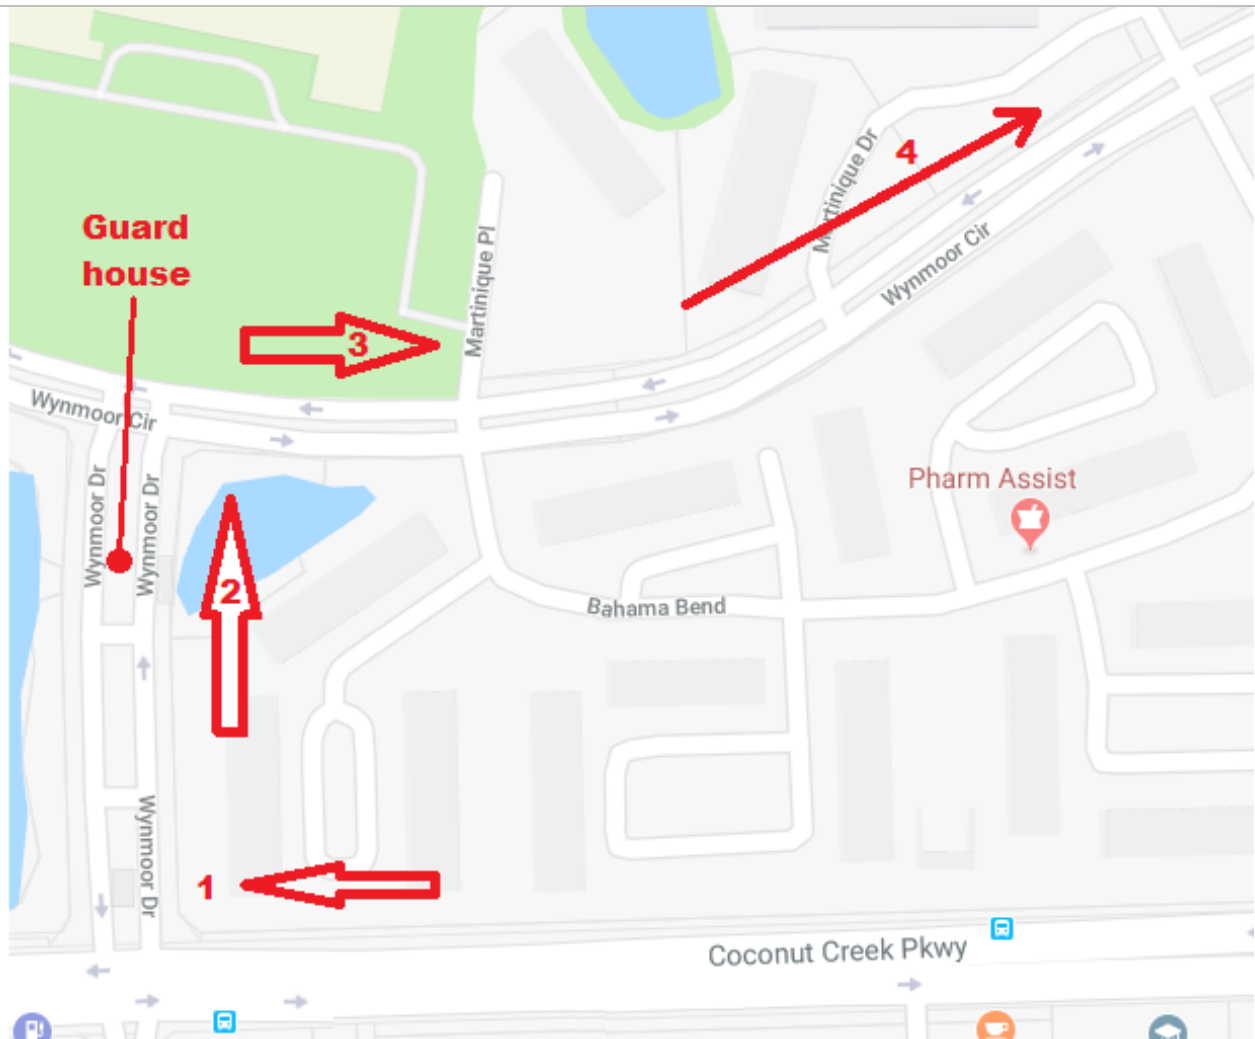 Guard
house
Martinique Dr
4
Martinique Pl
Wynmoor Cir
3
Wynmoor Cir
Wynmoor Dr
Wynmoor Dr
Pharm Assist
2
Bahama Bend
Wynmoor Dr
1
Coconut Creek Pkwy